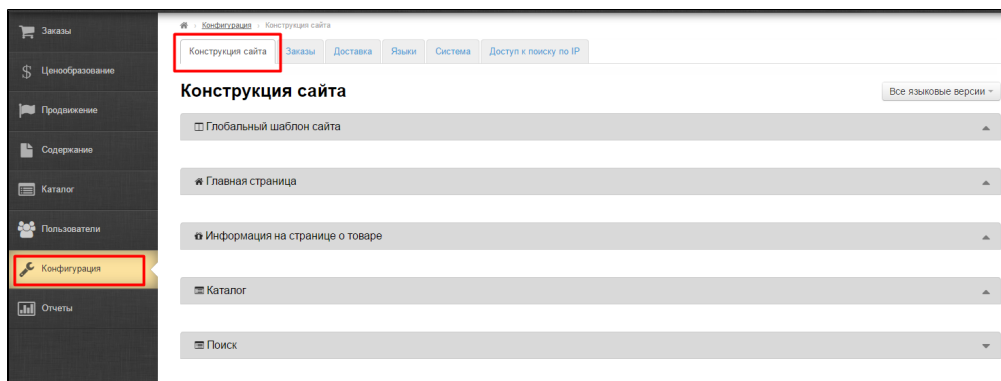 Заказы
Ценообразование
Продвижение
Содержание
Каталог
Пользователи
Конфигурация
Отчеты
Конфигурация › Конструкция сайта
Конструкция сайта Заказы Доставка Языки Система Доступ к поиску по IP
Конструкция сайта
Все языковые версии
Глобальный шаблон сайта
Главная страница
Информация на странице о товаре
Каталог
Поиск